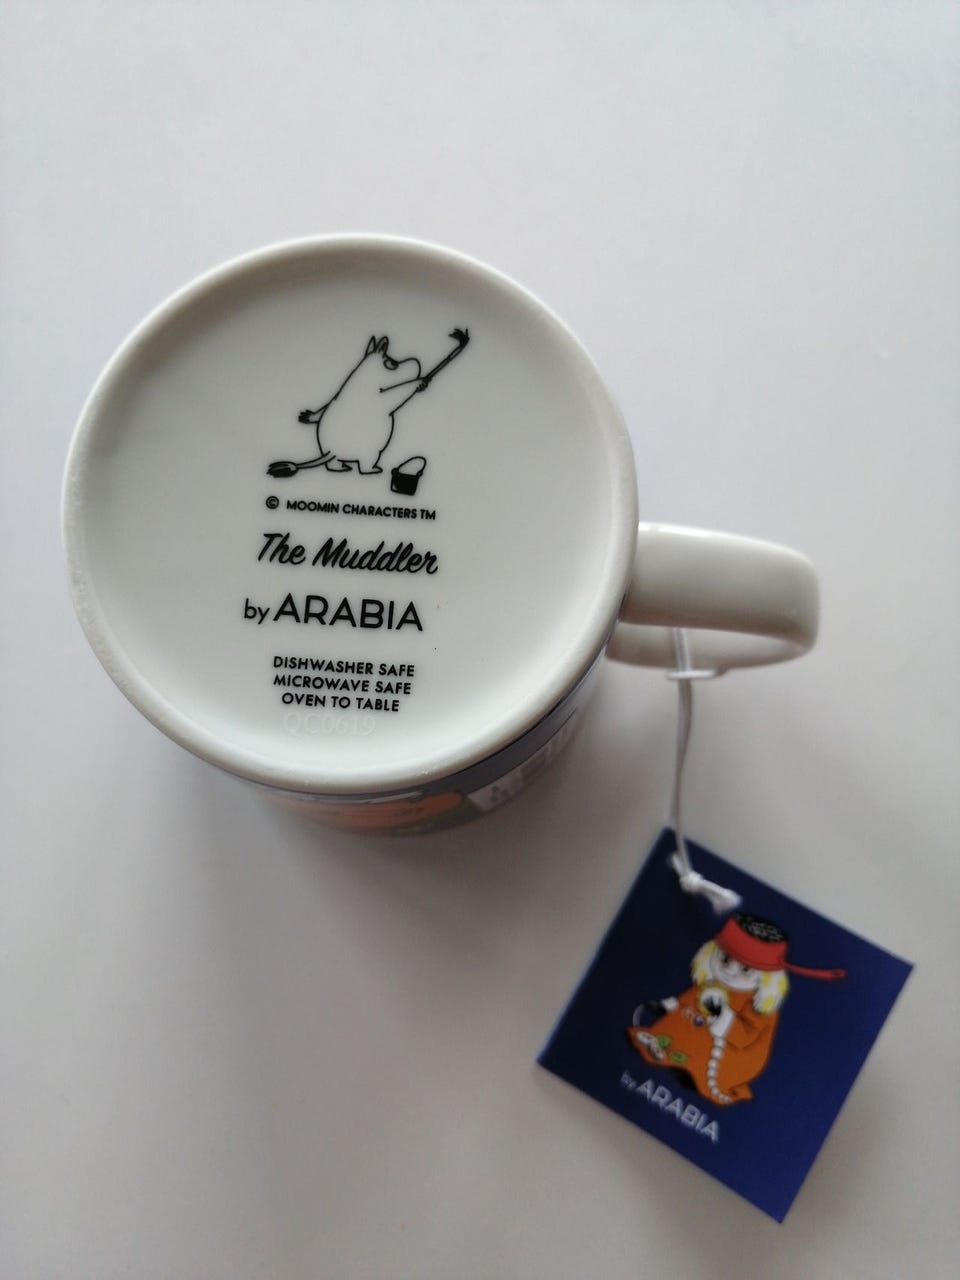 © MOOMIN CHARACTERS TM
The Muddler
by ARABIA
DISHWASHER SAFE
MICROWAVE SAFE
OVEN TO TABLE
QC0619
by ARABIA